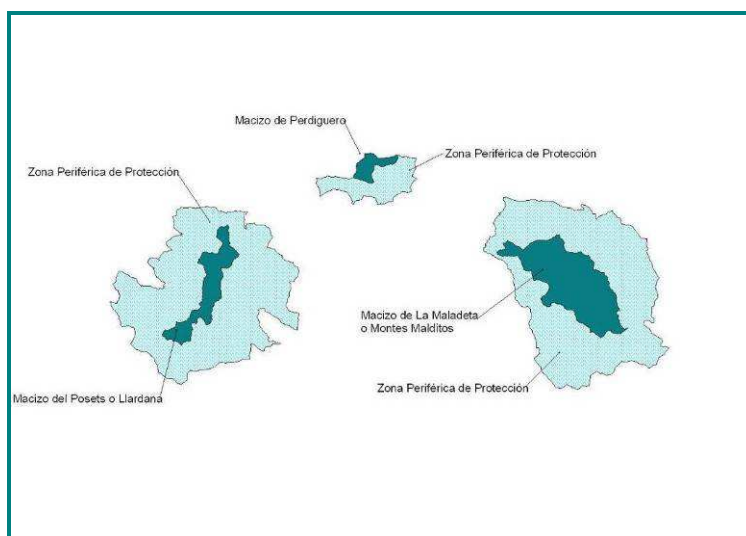 Macizo de Perdiguero
Zona Periférica de Protección
Zona Periférica de Protección
Macizo de La Maladeta
o Montes Malditos
Zona Periférica de Protección
Macizo del Posets o Llardana